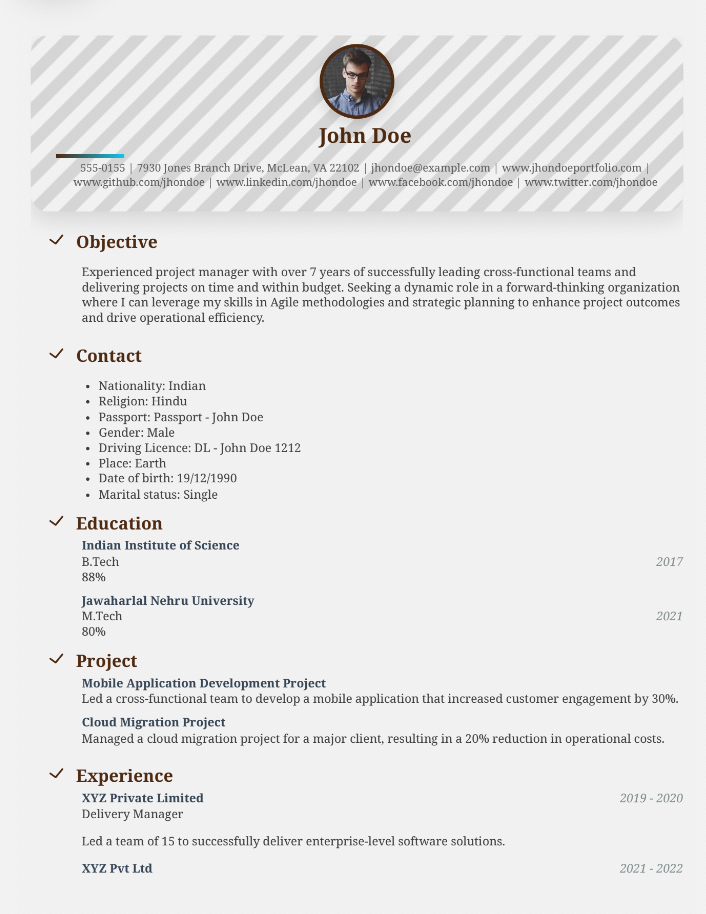 John Doe
555-0155 | 7930 Jones Branch Drive, McLean, VA 22102 | jhondoe@example.com | www.jhondoeportfolio.com |
www.github.com/jhondoe | www.linkedin.com/jhondoe | www.facebook.com/jhondoe | www.twitter.com/jhondoe
Objective
Experienced project manager with over 7 years of successfully leading cross-functional teams and
delivering projects on time and within budget. Seeking a dynamic role in a forward-thinking organization
where I can leverage my skills in Agile methodologies and strategic planning to enhance project outcomes
and drive operational efficiency.
Contact
• Nationality: Indian
• Religion: Hindu
• Passport: Passport - John Doe
• Gender: Male
• Driving Licence: DL - John Doe 1212
• Place: Earth
• Date of birth: 19/12/1990
• Marital status: Single
Education
Indian Institute of Science
B.Tech 2017
88%
Jawaharlal Nehru University
M.Tech 2021
80%
Project
Mobile Application Development Project
Led a cross-functional team to develop a mobile application that increased customer engagement by 30%.
Cloud Migration Project
Managed a cloud migration project for a major client, resulting in a 20% reduction in operational costs.
Experience
XYZ Private Limited 2019 - 2020
Delivery Manager
Led a team of 15 to successfully deliver enterprise-level software solutions.
XYZ Pvt Ltd 2021 - 2022